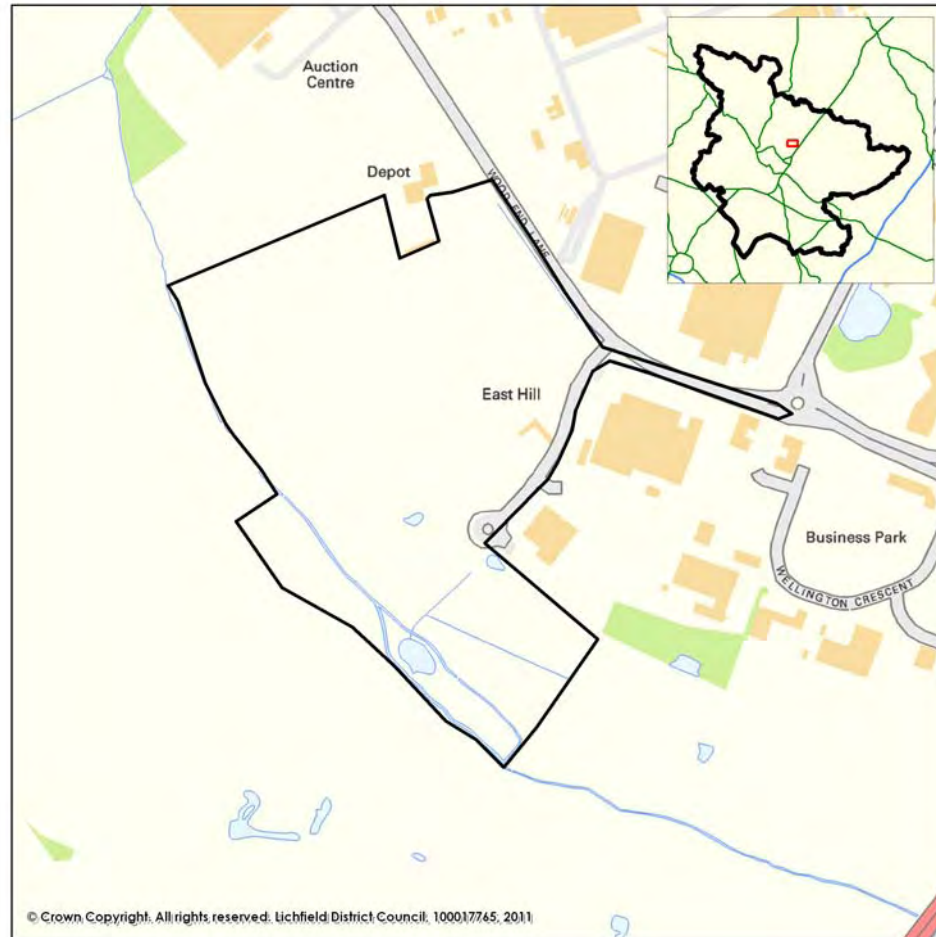 Auction
Centre
Depot
WOOD END LANE
East Hill
Business Park
WELLINGTON CRESCENT
© Crown Copyright. All rights reserved. Lichfield District Council. 100017765, 2011